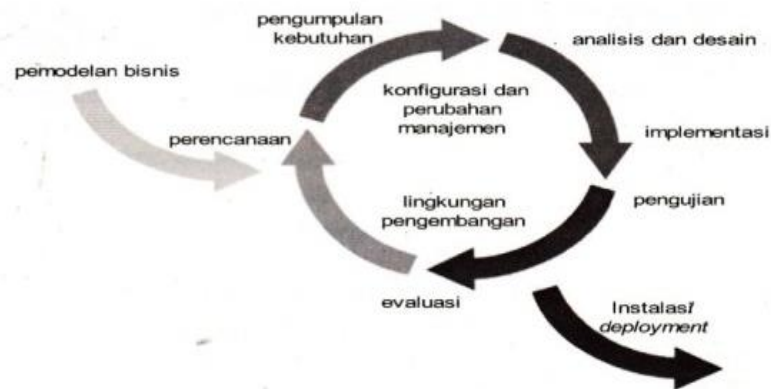 pengumpulan
kebutuhan
analisis dan desain
pemodelan bisnis
konfigurasi dan
perubahan
manajemen
perencanaan
implementasi
lingkungan
pengembangan
pengujian
evaluasi
Instalasi/
deployment